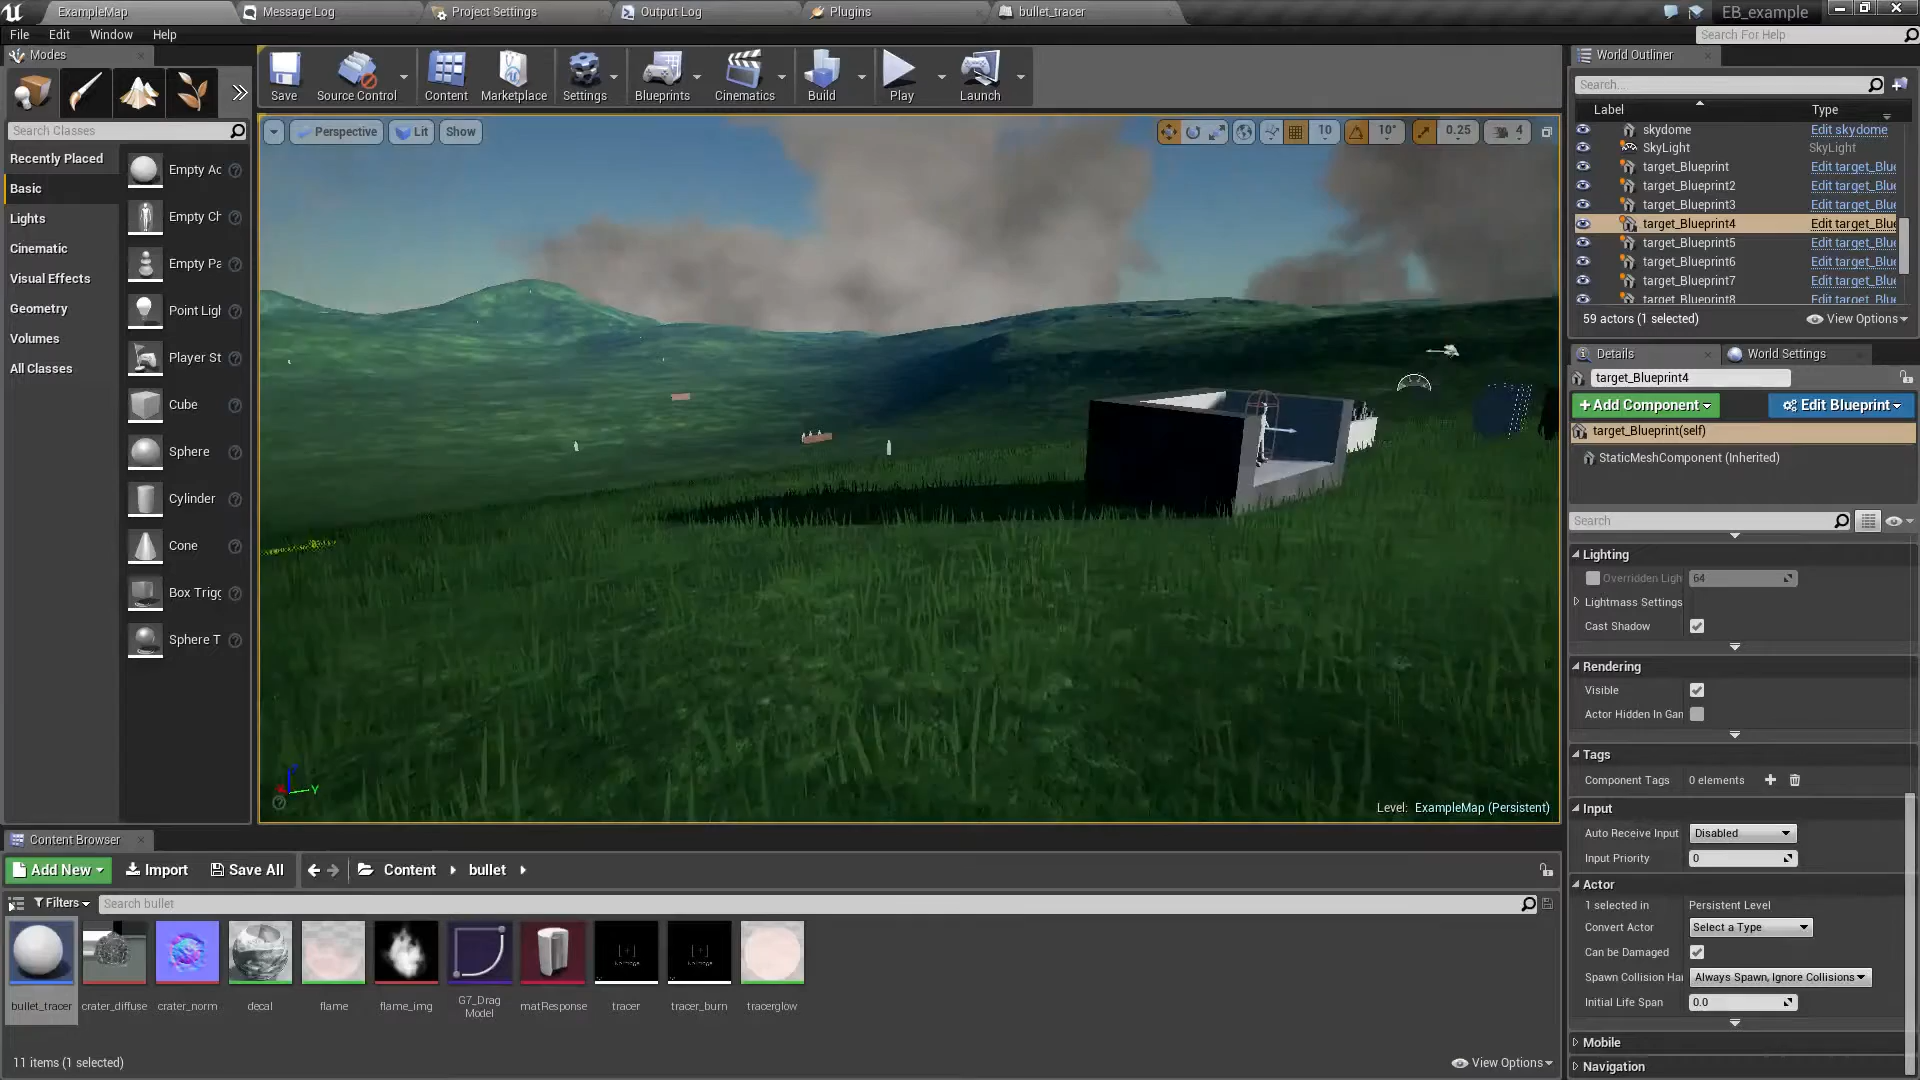 ExampleMap
Message Log
Project Settings
Output Log
Plugins
bullet_tracer
EB_example
File Edit Window Help
Search For Help
Modes
Save
Source Control
Content
Marketplace
Settings
Blueprints
Cinematics
Build
Play
Launch
Search Classes
Recently Placed
Basic
Lights
Cinematic
Visual Effects
Geometry
Volumes
All Classes
Empty Ac
Empty Ch
Empty Pa
Point Ligh
Player St
Cube
Sphere
Cylinder
Cone
Box Trigg
Sphere T
Perspective
Lit
Show
10
10°
0.25
4
Y
Level: ExampleMap (Persistent)
World Outliner
Search...
Label Type
skydome Edit skydome
SkyLight SkyLight
target_Blueprint Edit target_Blue
target_Blueprint2 Edit target_Blue
target_Blueprint3 Edit target_Blue
target_Blueprint4 Edit target_Blue
target_Blueprint5 Edit target_Blue
target_Blueprint6 Edit target_Blue
target_Blueprint7 Edit target_Blue
target_Blueprint8 Edit target_Blue
59 actors (1 selected)
View Options
Details
World Settings
target_Blueprint4
+Add Component
Edit Blueprint
target_Blueprint(self)
StaticMeshComponent (Inherited)
Search
Lighting
Overridden Ligh 64
Lightmass Settings
Cast Shadow
Rendering
Visible
Actor Hidden In Gam
Tags
Component Tags 0 elements
Input
Auto Receive Input Disabled
Input Priority 0
Actor
1 selected in Persistent Level
Convert Actor Select a Type
Can be Damaged
Spawn Collision Ha Always Spawn, Ignore Collisions
Initial Life Span 0.0
Mobile
Navigation
Content Browser
Add New
Import
Save All
Content
bullet
Filters
Search bullet
bullet_tracer
crater_diffuse
crater_norm
decal
flame
flame_img
G7_Drag
Model
matResponse
tracer
tracer_burn
tracerglow
11 items (1 selected)
View Options